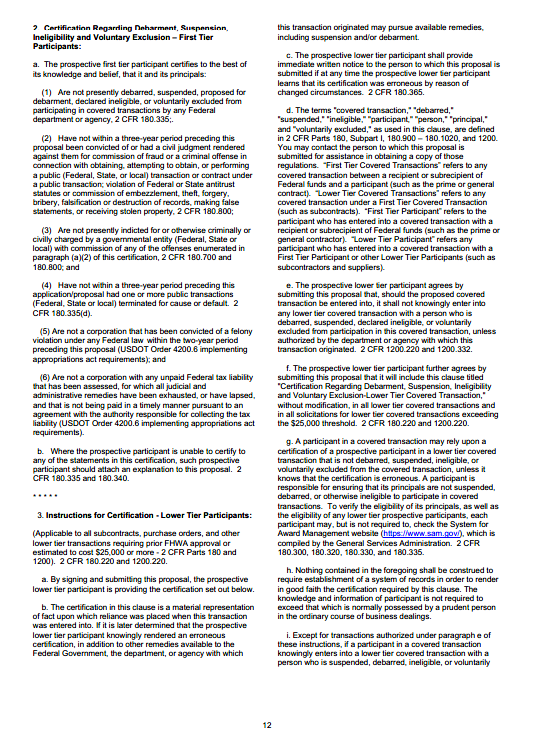 2. Certification Regarding Debarment, Suspension,
Ineligibility and Voluntary Exclusion – First Tier
Participants:
a. The prospective first tier participant certifies to the best of
its knowledge and belief, that it and its principals:
(1) Are not presently debarred, suspended, proposed for
debarment, declared ineligible, or voluntarily excluded from
participating in covered transactions by any Federal
department or agency, 2 CFR 180.335;.
(2) Have not within a three-year period preceding this
proposal been convicted of or had a civil judgment rendered
against them for commission of fraud or a criminal offense in
connection with obtaining, attempting to obtain, or performing
a public (Federal, State, or local) transaction or contract under
a public transaction; violation of Federal or State antitrust
statutes or commission of embezzlement, theft, forgery,
bribery, falsification or destruction of records, making false
statements, or receiving stolen property, 2 CFR 180.800;
(3) Are not presently indicted for or otherwise criminally or
civilly charged by a governmental entity (Federal, State or
local) with commission of any of the offenses enumerated in
paragraph (a)(2) of this certification, 2 CFR 180.700 and
180.800; and
(4) Have not within a three-year period preceding this
application/proposal had one or more public transactions
(Federal, State or local) terminated for cause or default. 2
CFR 180.335(d).
(5) Are not a corporation that has been convicted of a felony
violation under any Federal law within the two-year period
preceding this proposal (USDOT Order 4200.6 implementing
appropriations act requirements); and
(6) Are not a corporation with any unpaid Federal tax liability
that has been assessed, for which all judicial and
administrative remedies have been exhausted, or have lapsed,
and that is not being paid in a timely manner pursuant to an
agreement with the authority responsible for collecting the tax
liability (USDOT Order 4200.6 implementing appropriations act
requirements).
b. Where the prospective participant is unable to certify to
any of the statements in this certification, such prospective
participant should attach an explanation to this proposal. 2
CFR 180.335 and 180.340.
* * * * *
3. Instructions for Certification - Lower Tier Participants:
(Applicable to all subcontracts, purchase orders, and other
lower tier transactions requiring prior FHWA approval or
estimated to cost $25,000 or more - 2 CFR Parts 180 and
1200). 2 CFR 180.220 and 1200.220.
a. By signing and submitting this proposal, the prospective
lower tier participant is providing the certification set out below.
b. The certification in this clause is a material representation
of fact upon which reliance was placed when this transaction
was entered into. If it is later determined that the prospective
lower tier participant knowingly rendered an erroneous
certification, in addition to other remedies available to the
Federal Government, the department, or agency with which
this transaction originated may pursue available remedies,
including suspension and/or debarment.
c. The prospective lower tier participant shall provide
immediate written notice to the person to which this proposal is
submitted if at any time the prospective lower tier participant
learns that its certification was erroneous by reason of
changed circumstances. 2 CFR 180.365.
d. The terms "covered transaction," "debarred,"
"suspended," "ineligible," "participant," "person," "principal,"
and "voluntarily excluded," as used in this clause, are defined
in 2 CFR Parts 180, Subpart I, 180.900 – 180.1020, and 1200.
You may contact the person to which this proposal is
submitted for assistance in obtaining a copy of those
regulations. “First Tier Covered Transactions” refers to any
covered transaction between a recipient or subrecipient of
Federal funds and a participant (such as the prime or general
contract). “Lower Tier Covered Transactions” refers to any
covered transaction under a First Tier Covered Transaction
(such as subcontracts). “First Tier Participant” refers to the
participant who has entered into a covered transaction with a
recipient or subrecipient of Federal funds (such as the prime or
general contractor). “Lower Tier Participant” refers any
participant who has entered into a covered transaction with a
First Tier Participant or other Lower Tier Participants (such as
subcontractors and suppliers).
e. The prospective lower tier participant agrees by
submitting this proposal that, should the proposed covered
transaction be entered into, it shall not knowingly enter into
any lower tier covered transaction with a person who is
debarred, suspended, declared ineligible, or voluntarily
excluded from participation in this covered transaction, unless
authorized by the department or agency with which this
transaction originated. 2 CFR 1200.220 and 1200.332.
f. The prospective lower tier participant further agrees by
submitting this proposal that it will include this clause titled
"Certification Regarding Debarment, Suspension, Ineligibility
and Voluntary Exclusion-Lower Tier Covered Transaction,"
without modification, in all lower tier covered transactions and
in all solicitations for lower tier covered transactions exceeding
the $25,000 threshold. 2 CFR 180.220 and 1200.220.
g. A participant in a covered transaction may rely upon a
certification of a prospective participant in a lower tier covered
transaction that is not debarred, suspended, ineligible, or
voluntarily excluded from the covered transaction, unless it
knows that the certification is erroneous. A participant is
responsible for ensuring that its principals are not suspended,
debarred, or otherwise ineligible to participate in covered
transactions. To verify the eligibility of its principals, as well as
the eligibility of any lower tier prospective participants, each
participant may, but is not required to, check the System for
Award Management website (https://www.sam.gov/), which is
compiled by the General Services Administration. 2 CFR
180.300, 180.320, 180.330, and 180.335.
h. Nothing contained in the foregoing shall be construed to
require establishment of a system of records in order to render
in good faith the certification required by this clause. The
knowledge and information of participant is not required to
exceed that which is normally possessed by a prudent person
in the ordinary course of business dealings.
i. Except for transactions authorized under paragraph e of
these instructions, if a participant in a covered transaction
knowingly enters into a lower tier covered transaction with a
person who is suspended, debarred, ineligible, or voluntarily
12